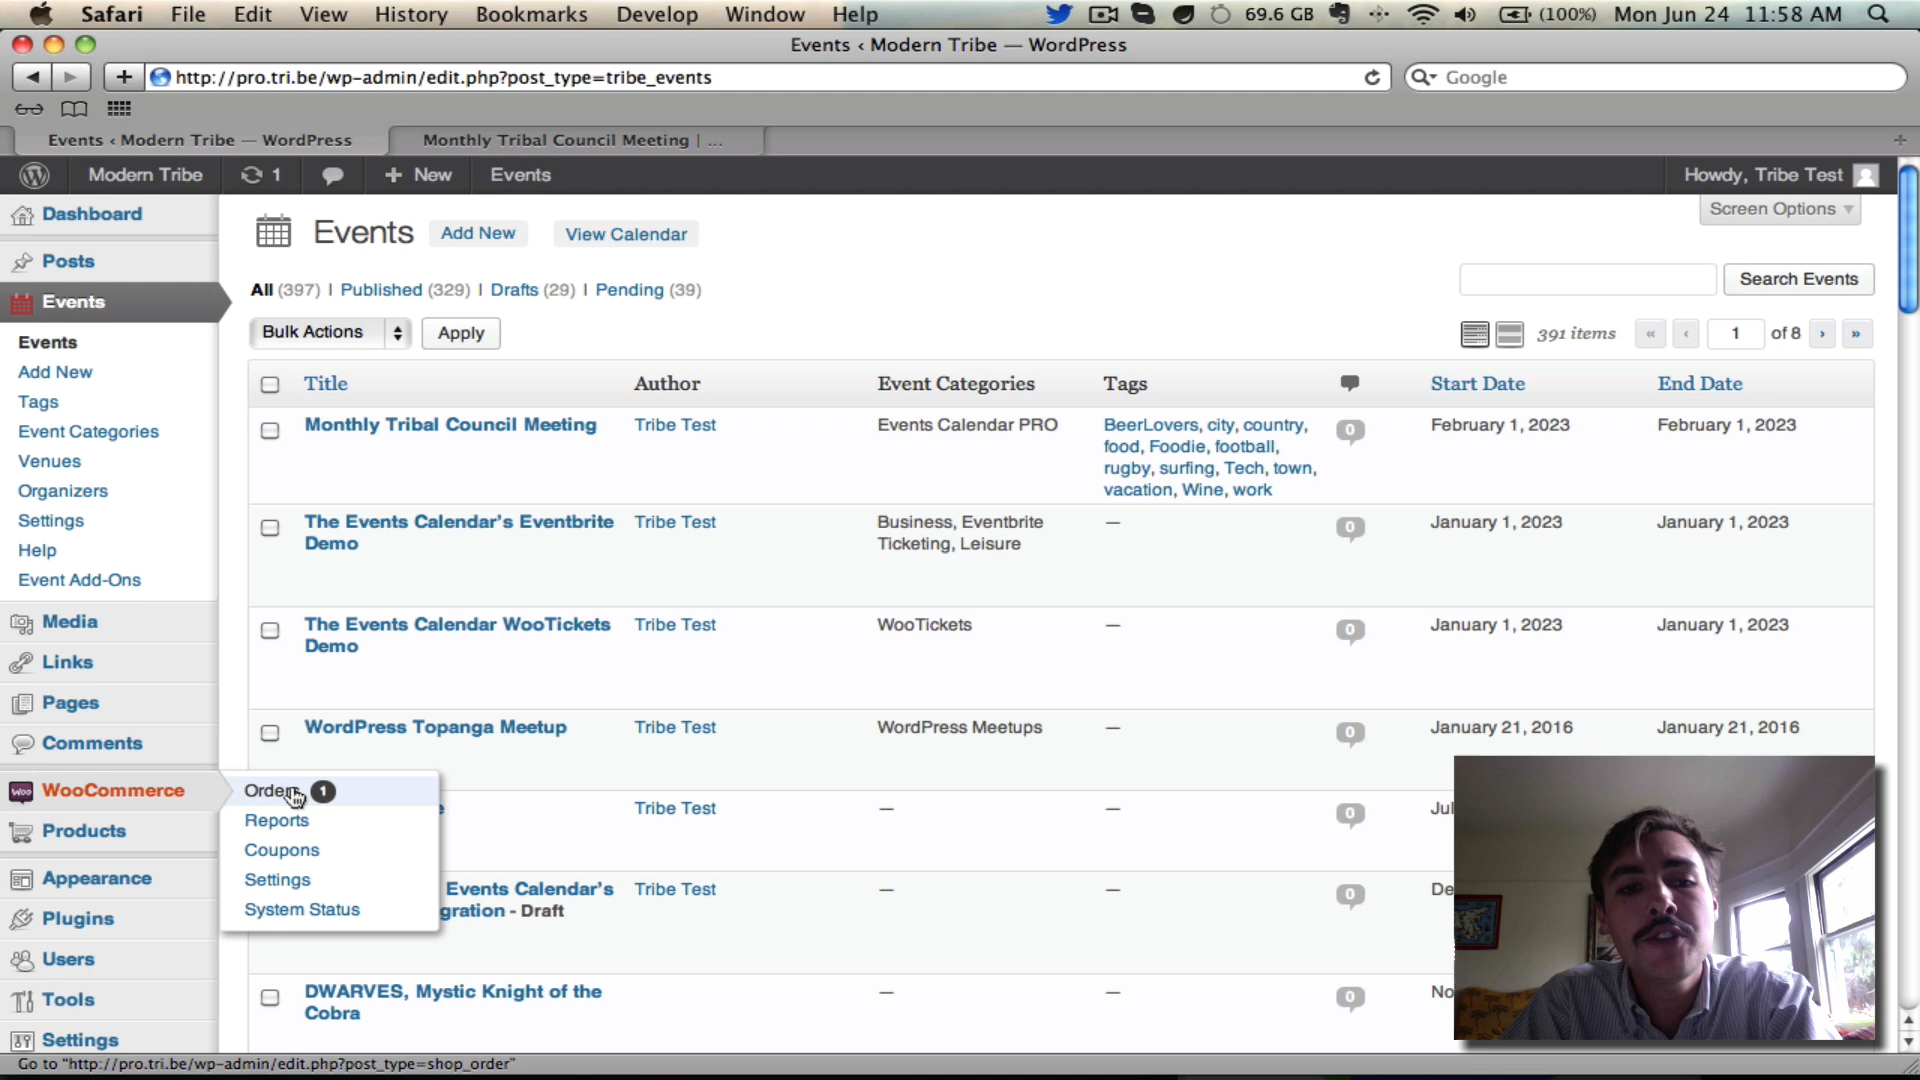 Safari File Edit View History Bookmarks Develop Window Help 69.6 GB (100%) Mon Jun 24 11:58 AM
Events ‹ Modern Tribe — WordPress
http://pro.tri.be/wp-admin/edit.php?post_type=tribe_events
Google
Events ‹ Modern Tribe — WordPress
Monthly Tribal Council Meeting | ...
Modern Tribe 1 + New Events
Howdy, Tribe Test
Dashboard
Posts
Events
Events
Add New
Tags
Event Categories
Venues
Organizers
Settings
Help
Event Add-Ons
Media
Links
Pages
Comments
WooCommerce
Products
Appearance
Plugins
Users
Tools
Settings
Orders 1
Reports
Coupons
Settings
System Status
Screen Options
Events Add New View Calendar
All (397) | Published (329) | Drafts (29) | Pending (39)
Search Events
Bulk Actions Apply
391 items « ‹ 1 of 8 › »
Title Author Event Categories Tags Start Date End Date
Monthly Tribal Council Meeting
Tribe Test
Events Calendar PRO
BeerLovers, city, country,
food, Foodie, football,
rugby, surfing, Tech, town,
vacation, Wine, work
0
February 1, 2023
February 1, 2023
The Events Calendar's Eventbrite
Demo
Tribe Test
Business, Eventbrite
Ticketing, Leisure
—
0
January 1, 2023
January 1, 2023
The Events Calendar WooTickets
Demo
Tribe Test
WooTickets
—
0
January 1, 2023
January 1, 2023
WordPress Topanga Meetup
Tribe Test
WordPress Meetups
—
0
January 21, 2016
January 21, 2016
e
Tribe Test
—
—
0
Jul
Events Calendar's
gration - Draft
Tribe Test
—
—
0
De
DWARVES, Mystic Knight of the
Cobra
—
—
0
No
Go to "http://pro.tri.be/wp-admin/edit.php?post_type=shop_order"